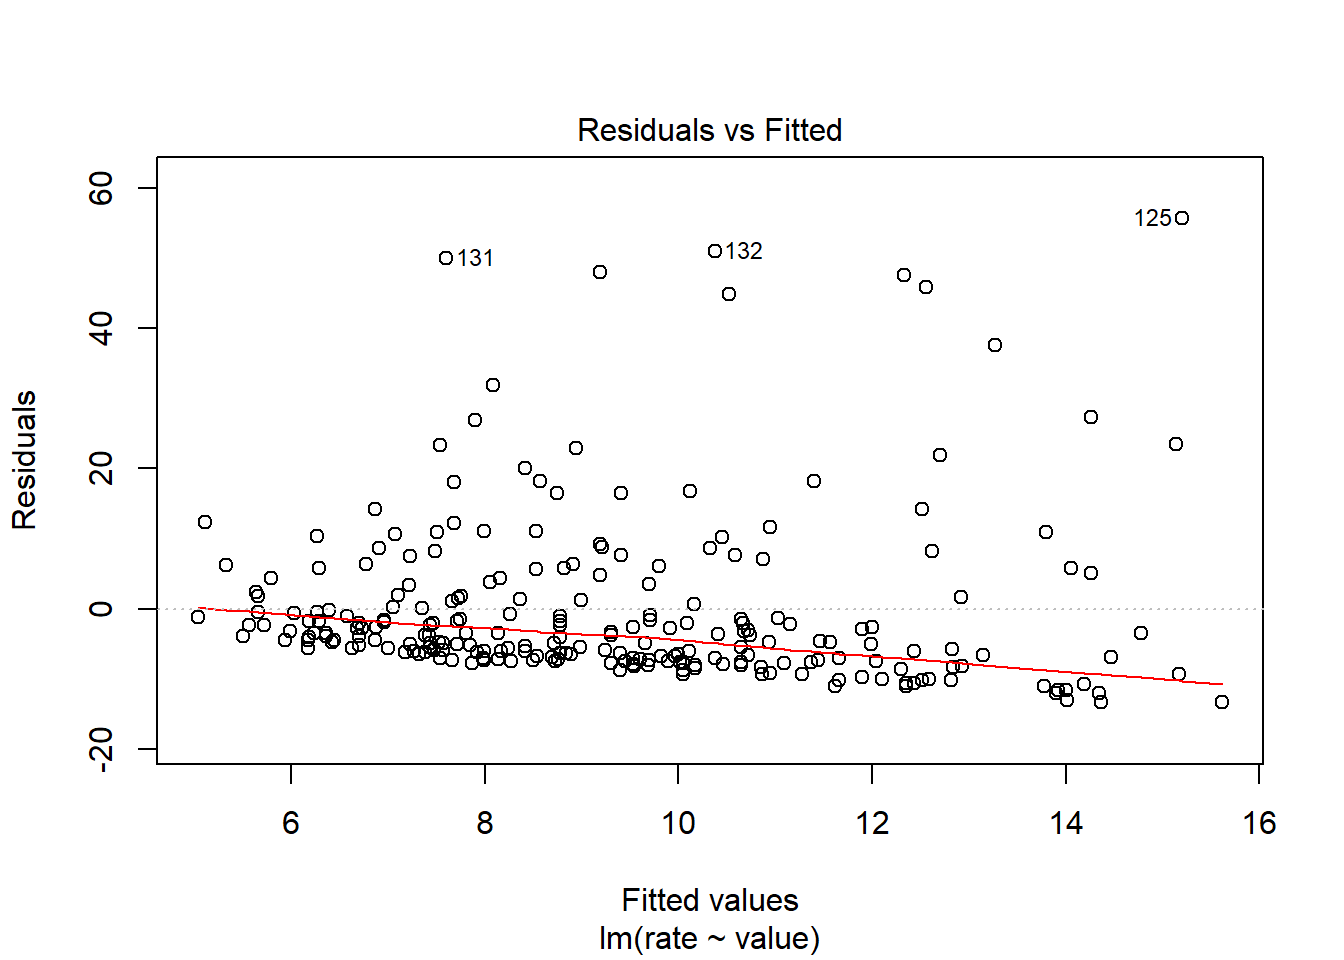 Residuals vs Fitted
60
40
20
0
-20
Residuals
125
131
132
6 8 10 12 14 16
Fitted values
lm(rate ~ value)